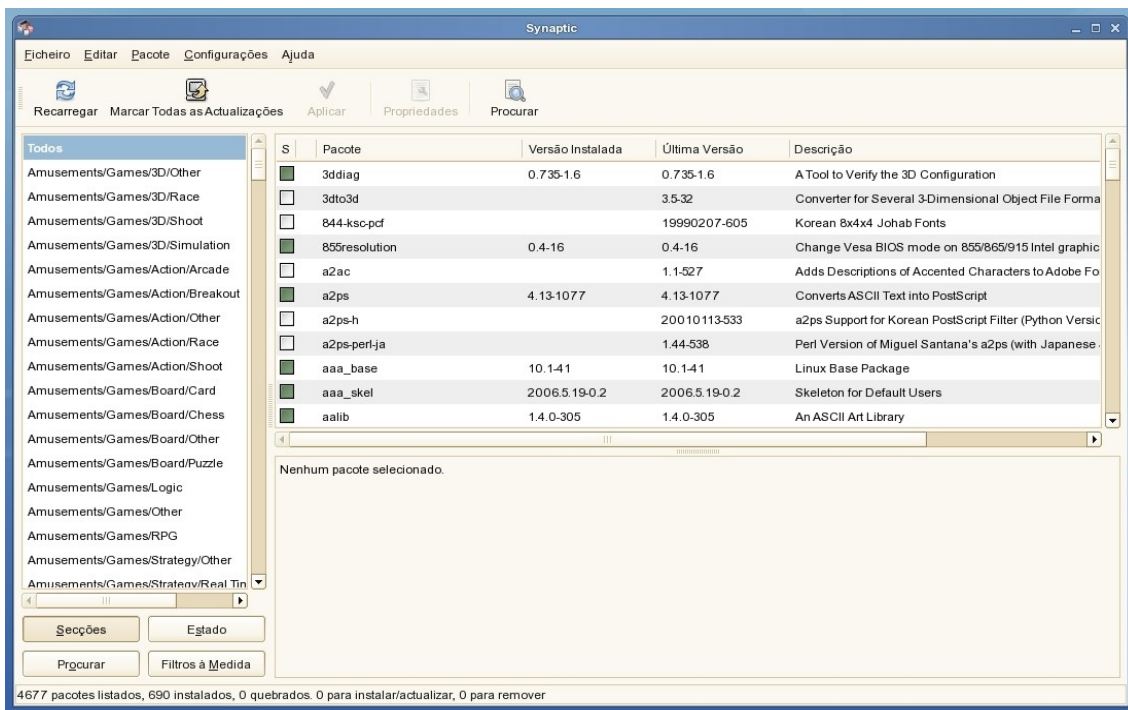 Synaptic
Ficheiro Editar Pacote Configurações Ajuda
Recarregar Marcar Todas as Actualizações Aplicar Propriedades Procurar
Todos
Amusements/Games/3D/Other
Amusements/Games/3D/Race
Amusements/Games/3D/Shoot
Amusements/Games/3D/Simulation
Amusements/Games/Action/Arcade
Amusements/Games/Action/Breakout
Amusements/Games/Action/Other
Amusements/Games/Action/Race
Amusements/Games/Action/Shoot
Amusements/Games/Board/Card
Amusements/Games/Board/Chess
Amusements/Games/Board/Other
Amusements/Games/Board/Puzzle
Amusements/Games/Logic
Amusements/Games/Other
Amusements/Games/RPG
Amusements/Games/Strategy/Other
Amusements/Games/Strategy/Real Tin
Secções Estado
Procurar Filtros à Medida
S Pacote Versão Instalada Última Versão Descrição
3ddiag 0.735-1.6 0.735-1.6 A Tool to Verify the 3D Configuration
3dto3d 3.5-32 Converter for Several 3-Dimensional Object File Forma
844-ksc-pcf 19990207-605 Korean 8x4x4 Johab Fonts
855resolution 0.4-16 0.4-16 Change Vesa BIOS mode on 855/865/915 Intel graphic
a2ac 1.1-527 Adds Descriptions of Accented Characters to Adobe Fo
a2ps 4.13-1077 4.13-1077 Converts ASCII Text into PostScript
a2ps-h 20010113-533 a2ps Support for Korean PostScript Filter (Python Versic
a2ps-perl-ja 1.44-538 Perl Version of Miguel Santana's a2ps (with Japanese
aaa_base 10.1-41 10.1-41 Linux Base Package
aaa_skel 2006.5.19-0.2 2006.5.19-0.2 Skeleton for Default Users
aalib 1.4.0-305 1.4.0-305 An ASCII Art Library
Nenhum pacote selecionado.
4677 pacotes listados, 690 instalados, 0 quebrados. 0 para instalar/actualizar, 0 para remover